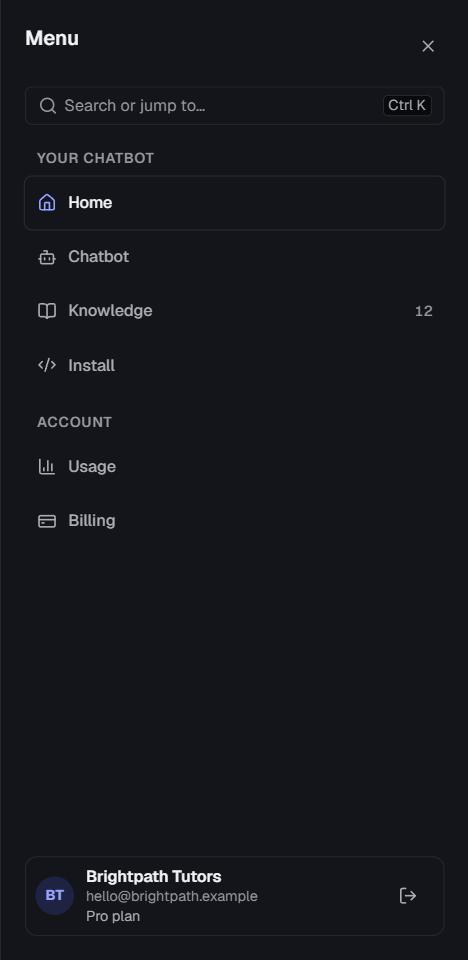 Menu
Search or jump to...
Ctrl K
YOUR CHATBOT
Home
Chatbot
Knowledge 12
Install
ACCOUNT
Usage
Billing
BT
Brightpath Tutors
hello@brightpath.example
Pro plan